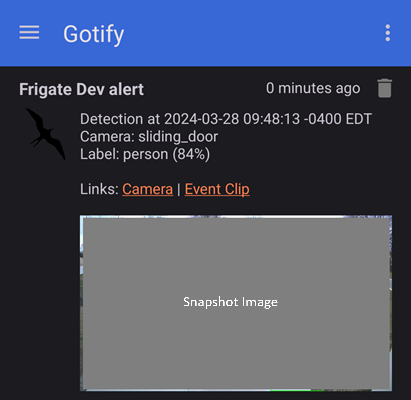 Gotify
Frigate Dev alert
0 minutes ago
Detection at 2024-03-28 09:48:13 -0400 EDT
Camera: sliding_door
Label: person (84%)
Links: Camera | Event Clip
Snapshot Image